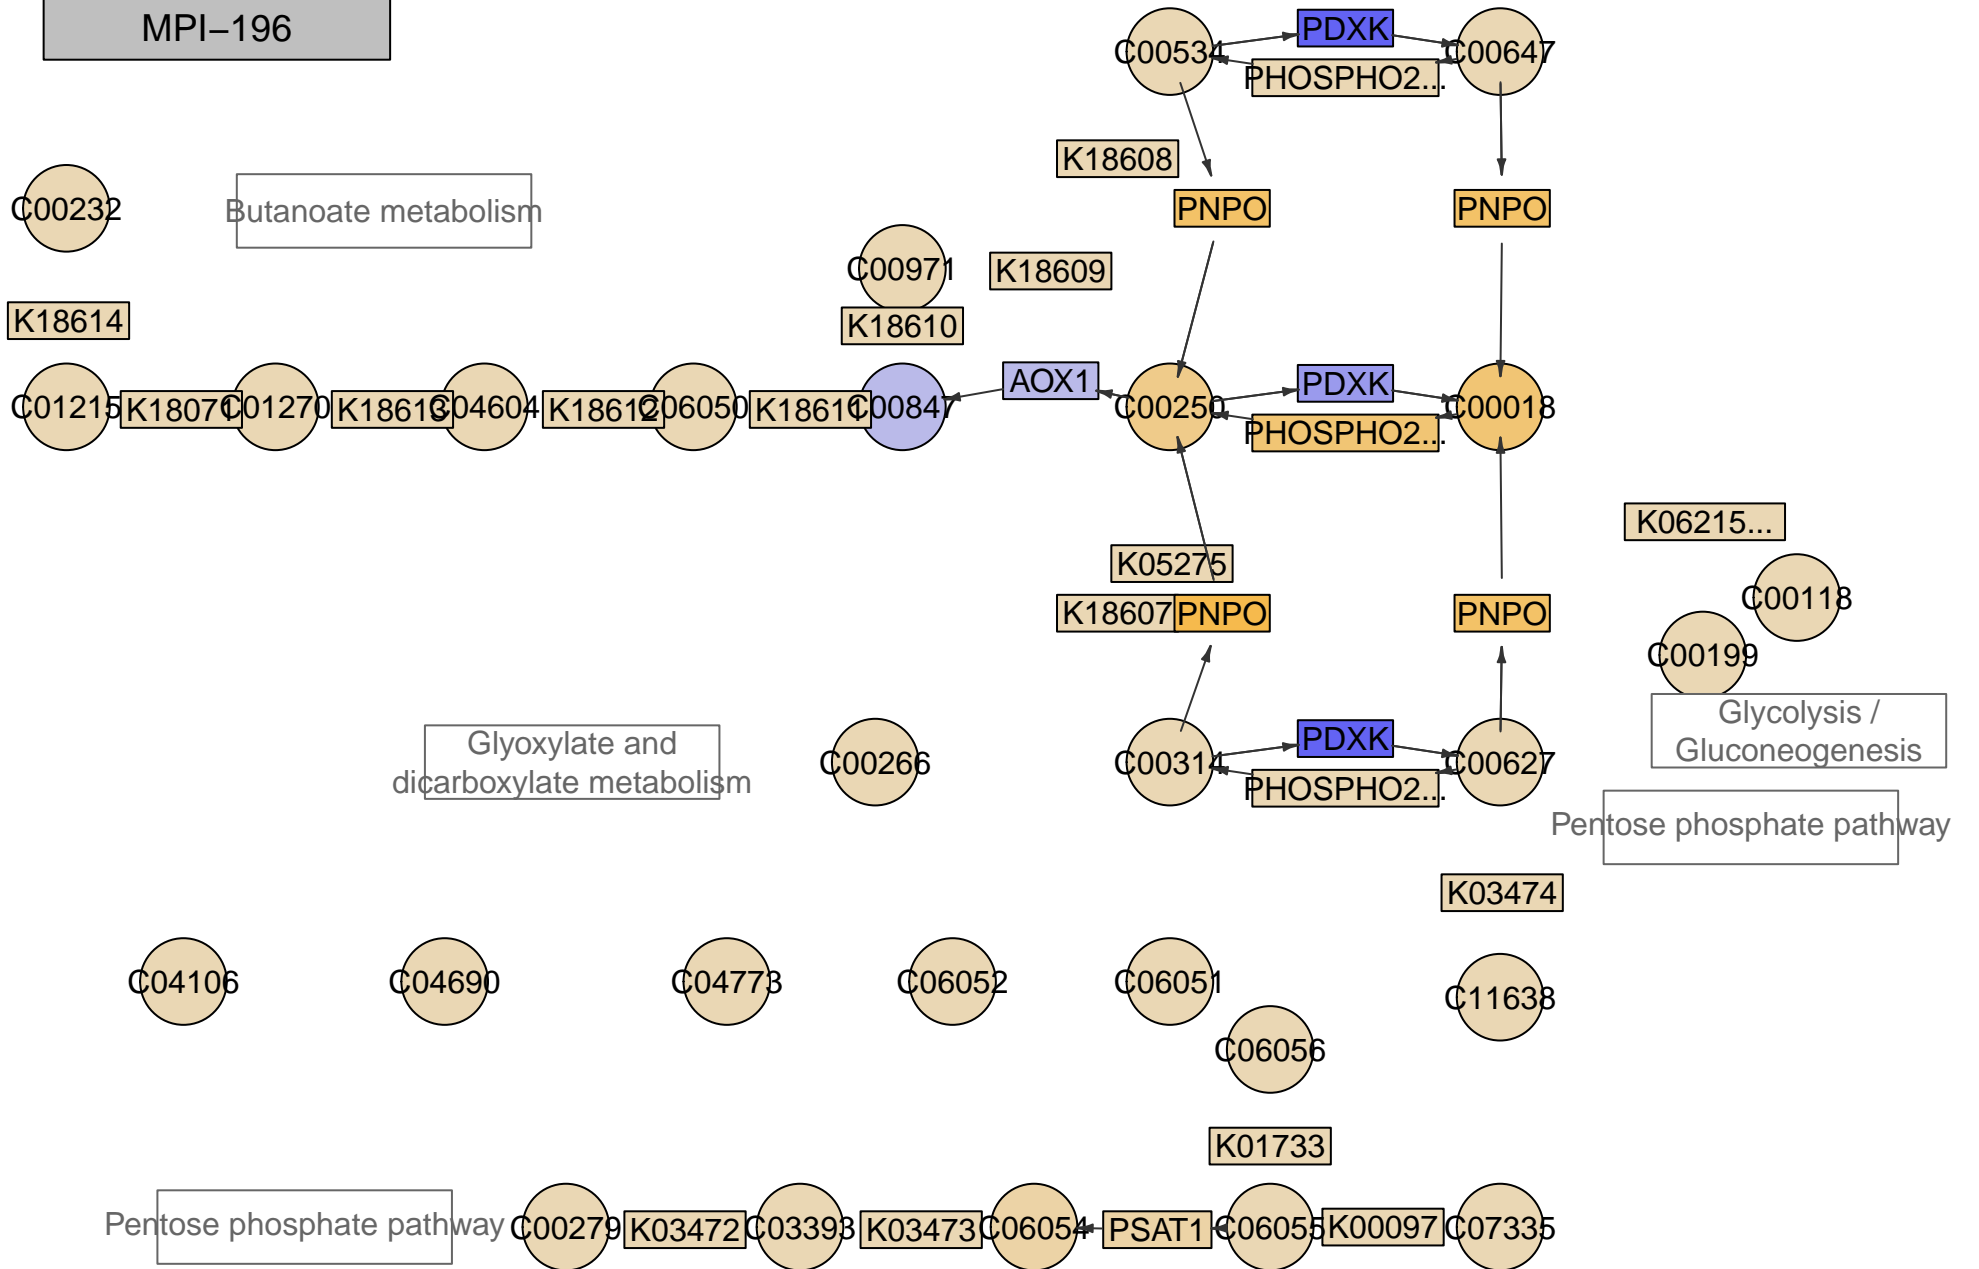 MPI–196
C00534
PDXK
C00647
PHOSPHO2...
K18608
C00232
Butanoate metabolism
PNPO
PNPO
C00971
K18609
K18614
K18610
C01215
K18071
C01270
K18613
C04604
K18612
C06050
K18611
C00847
AOX1
C00250
PDXK
C00018
PHOSPHO2...
K06215...
K05275
C00118
K18607
PNPO
PNPO
C00199
Glyoxylate and
dicarboxylate metabolism
C00266
C00314
PDXK
C00627
PHOSPHO2...
Glycolysis /
Gluconeogenesis
Pentose phosphate pathway
K03474
C04106
C04690
C04773
C06052
C06051
C11638
C06056
K01733
Pentose phosphate pathway
C00279
K03472
C03393
K03473
C06054
PSAT1
C06055
K00097
C07335